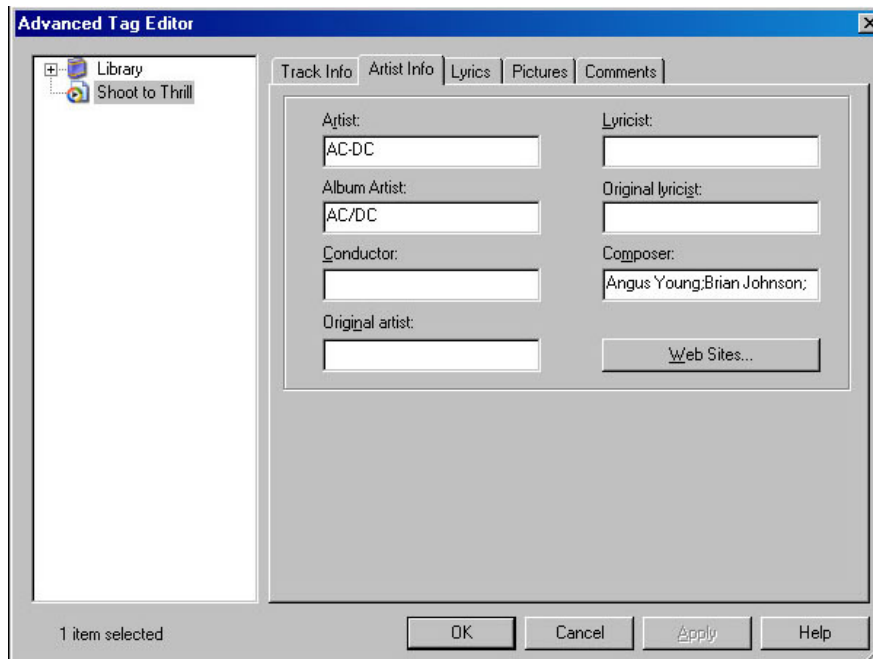 Advanced Tag Editor
Library
Shoot to Thrill
Track Info
Artist Info
Lyrics
Pictures
Comments
Artist:
AC-DC
Lyricist:
Album Artist:
AC/DC
Original lyricist:
Conductor:
Composer:
Angus Young;Brian Johnson;
Original artist:
Web Sites...
1 item selected
OK
Cancel
Apply
Help